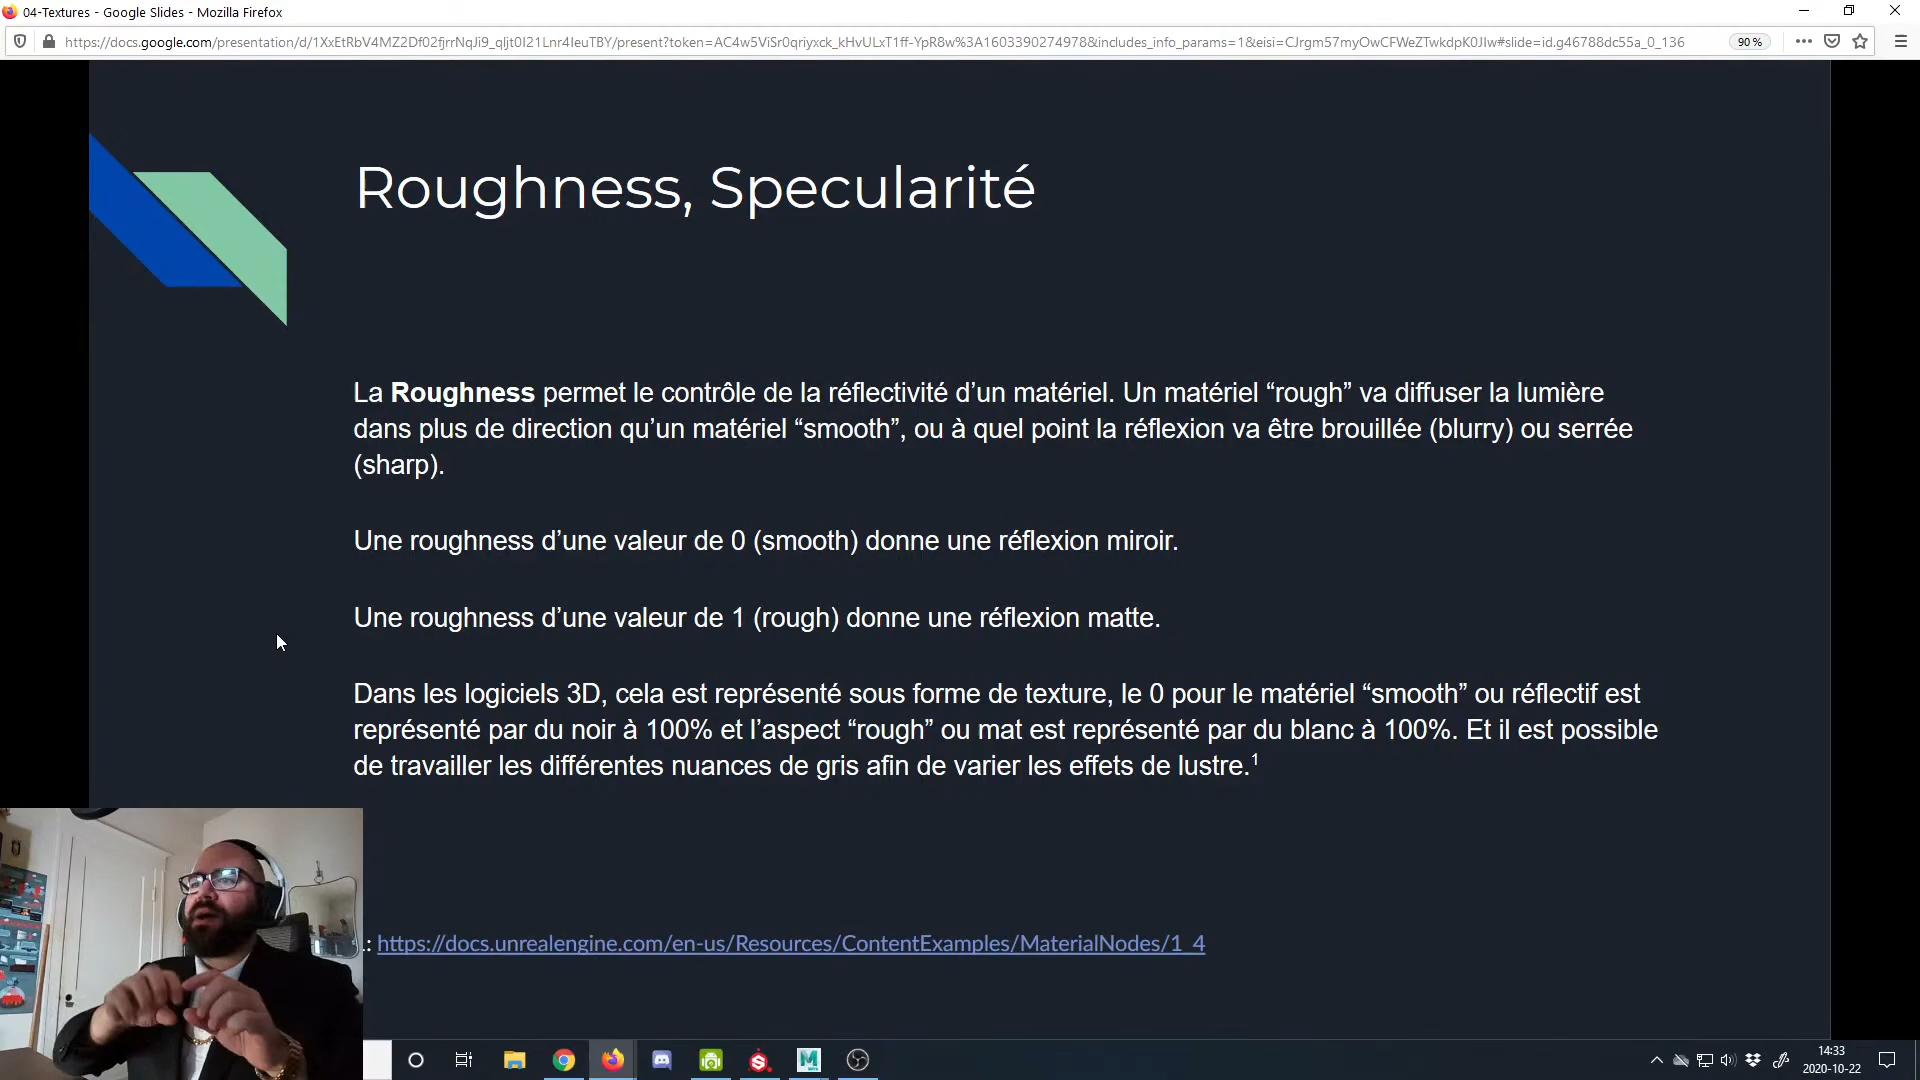 04-Textures - Google Slides - Mozilla Firefox
https://docs.google.com/presentation/d/1XxEtRbV4MZ2Df02fjrrNqJi9_qljt0I21Lnr4IeuTBY/present?token=AC4w5ViSr0qriyxck_kHvULxT1ff-YpR8w%3A1603390274978&includes_info_params=1&eisi=CJrgm57myOwCFWeZTwkdpK0JIw#slide=id.g46788dc55a_0_136
90 %
Roughness, Specularité
La Roughness permet le contrôle de la réflectivité d’un matériel. Un matériel “rough” va diffuser la lumière
dans plus de direction qu’un matériel “smooth”, ou à quel point la réflexion va être brouillée (blurry) ou serrée
(sharp).
Une roughness d’une valeur de 0 (smooth) donne une réflexion miroir.
Une roughness d’une valeur de 1 (rough) donne une réflexion matte.
Dans les logiciels 3D, cela est représenté sous forme de texture, le 0 pour le matériel “smooth” ou réflectif est
représenté par du noir à 100% et l’aspect “rough” ou mat est représenté par du blanc à 100%. Et il est possible
de travailler les différentes nuances de gris afin de varier les effets de lustre.¹
: https://docs.unrealengine.com/en-us/Resources/ContentExamples/MaterialNodes/1_4
14:33
2020-10-22